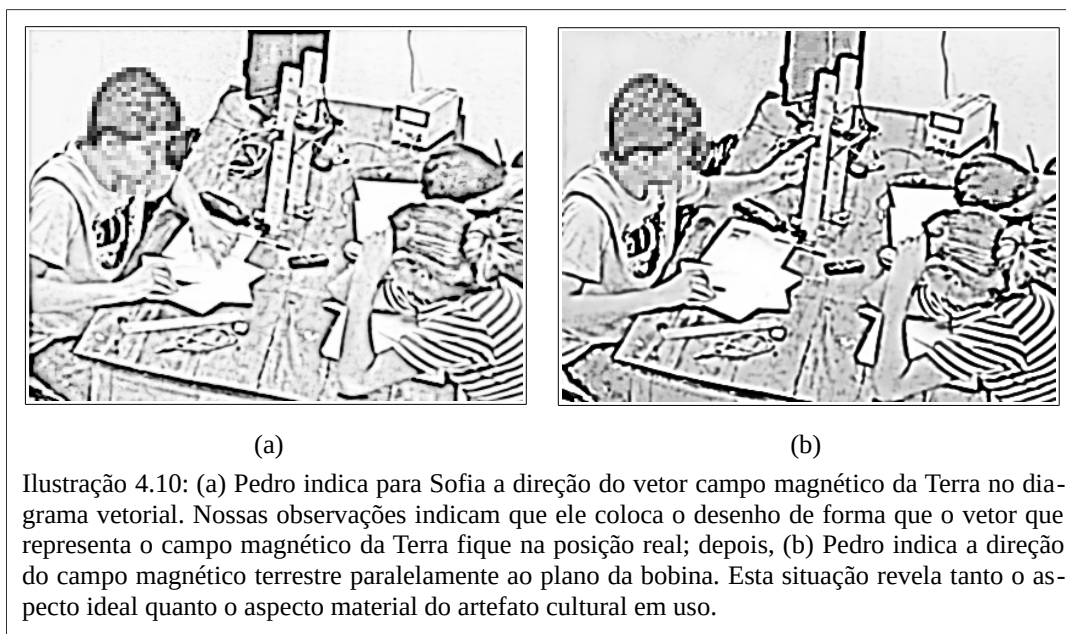 (a)
(b)
Ilustração 4.10: (a) Pedro indica para Sofia a direção do vetor campo magnético da Terra no dia-
grama vetorial. Nossas observações indicam que ele coloca o desenho de forma que o vetor que
representa o campo magnético da Terra fique na posição real; depois, (b) Pedro indica a direção
do campo magnético terrestre paralelamente ao plano da bobina. Esta situação revela tanto o as-
pecto ideal quanto o aspecto material do artefato cultural em uso.